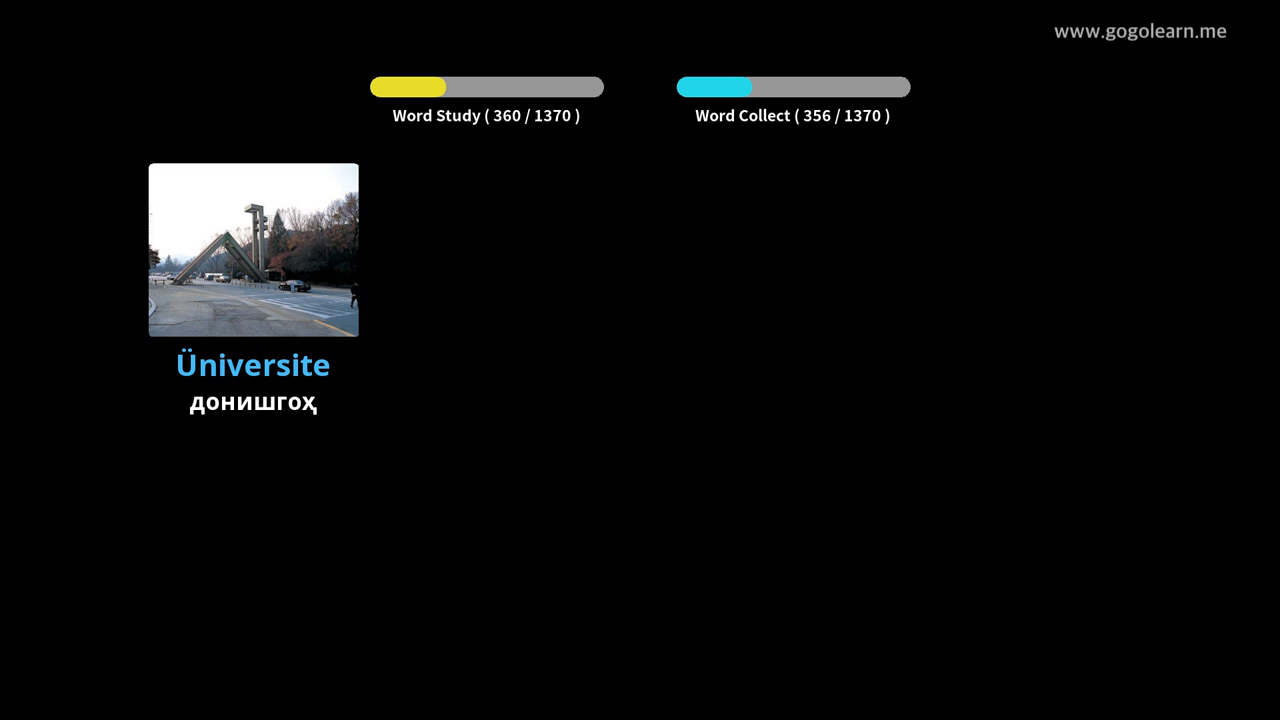 www.gogolearn.me
Word Study ( 360 / 1370 )
Word Collect ( 356 / 1370 )
Üniversite
донишгоҳ